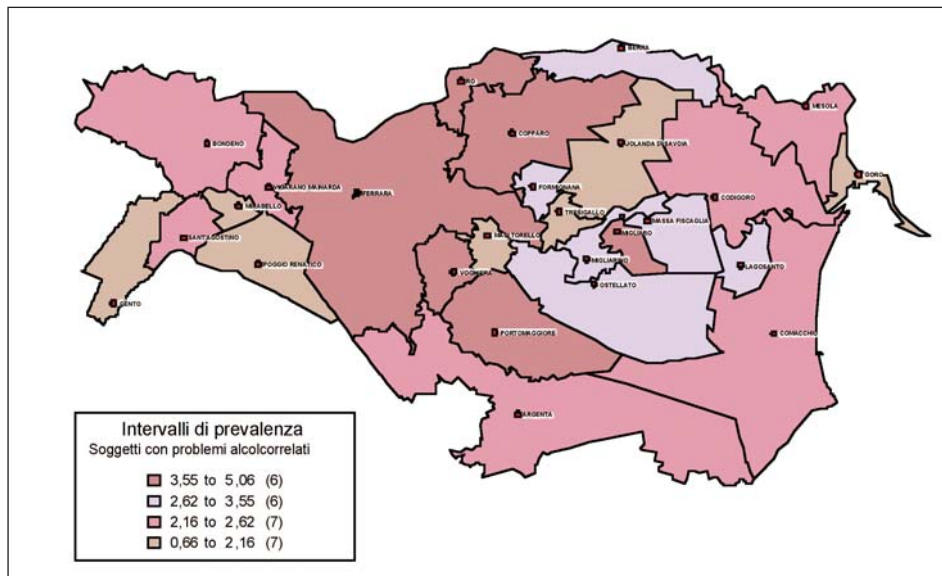 BERRA
RO
MESOLA
COPPARO
BONDENO
JOLANDA DI SAVOIA
GORO
VIGARANO MAINARDA
FORMIGNANA
FERRARA
CODIGORO
MIRABELLO
TRESIGALLO
MASSA FISCAGLIA
MIGLIARO
SANT'AGOSTINO
MASI TORELLO
POGGIO RENATICO
MIGLIARINO
LAGOSANTO
VOGHIERA
OSTELLATO
CENTO
PORTOMAGGIORE
COMACCHIO
ARGENTA
Intervalli di prevalenza
Soggetti con problemi alcolcorrelati
3,55 to 5,06 (6)
2,62 to 3,55 (6)
2,16 to 2,62 (7)
0,66 to 2,16 (7)